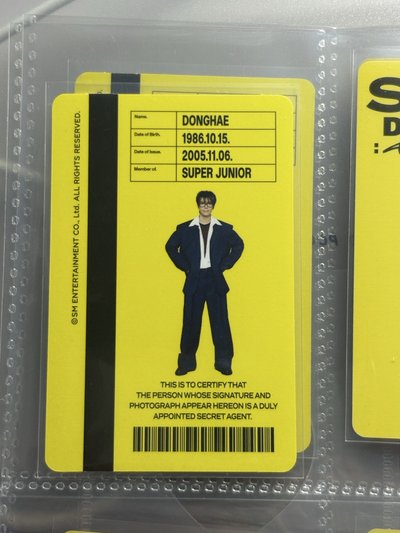 ©SM ENTERTAINMENT CO., Ltd. ALL RIGHTS RESERVED.
Name. DONGHAE
Date of Birth. 1986.10.15.
Date of Issue. 2005.11.06.
Member of. SUPER JUNIOR
THIS IS TO CERTIFY THAT
THE PERSON WHOSE SIGNATURE AND
PHOTOGRAPH APPEAR HEREON IS A DULY
APPOINTED SECRET AGENT.